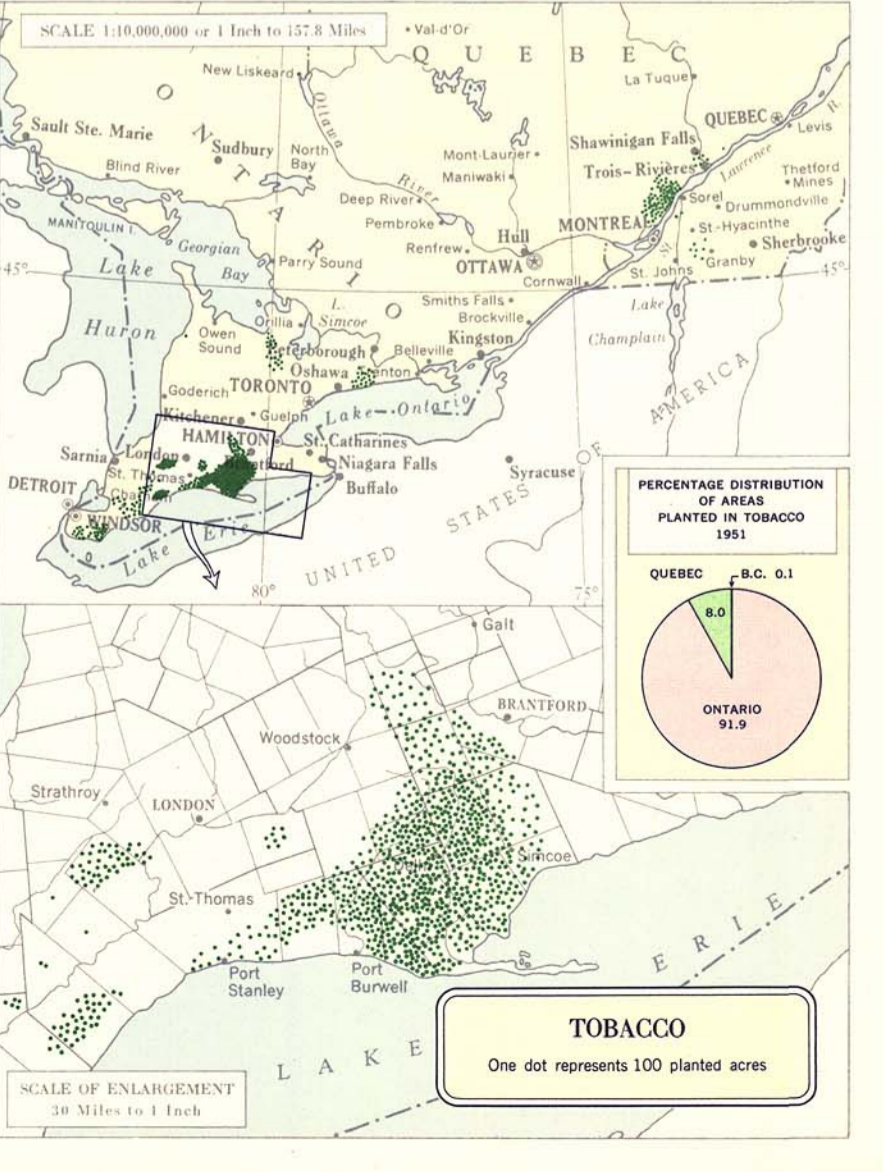 SCALE 1:10,000,000 or 1 Inch to 157.8 Miles
Val-d'Or
QUEBEC
New Liskeard
La Tuque
ONTARIO
Ottawa
River
QUEBEC
Levis
R.
Sault Ste. Marie
Sudbury
North
Bay
Shawinigan Falls
Blind River
Mont-Laurier
Trois-Rivières
Lawrence
Thetford
Mines
Maniwaki
Deep River
Sorel
Drummondville
MANITOULIN I.
Pembroke
MONTREAL
St.-Hyacinthe
Georgian
Bay
Renfrew
Hull
St.
Sherbrooke
45°
Lake
Huron
Parry Sound
OTTAWA
St. Johns
Granby
45°
Cornwall
L.
Simcoe
Smiths Falls
Lake
Champlain
Orillia
Brockville
Owen
Sound
Kingston
Peterborough
Belleville
Oshawa
Trenton
Goderich
TORONTO
Lake Ontario
AMERICA
Kitchener
Guelph
HAMILTON
St. Catharines
OF
Sarnia
London
Brantford
Niagara Falls
Syracuse
St. Thomas
DETROIT
Chatham
Buffalo
WINDSOR
Lake Erie
UNITED STATES
80°
75°
PERCENTAGE DISTRIBUTION
OF AREAS
PLANTED IN TOBACCO
1951
QUEBEC
B.C. 0.1
8.0
ONTARIO
91.9
Galt
BRANTFORD
Woodstock
Strathroy
LONDON
Delhi
Simcoe
St.-Thomas
Port
Stanley
Port
Burwell
LAKE ERIE
TOBACCO
One dot represents 100 planted acres
SCALE OF ENLARGEMENT
30 Miles to 1 Inch